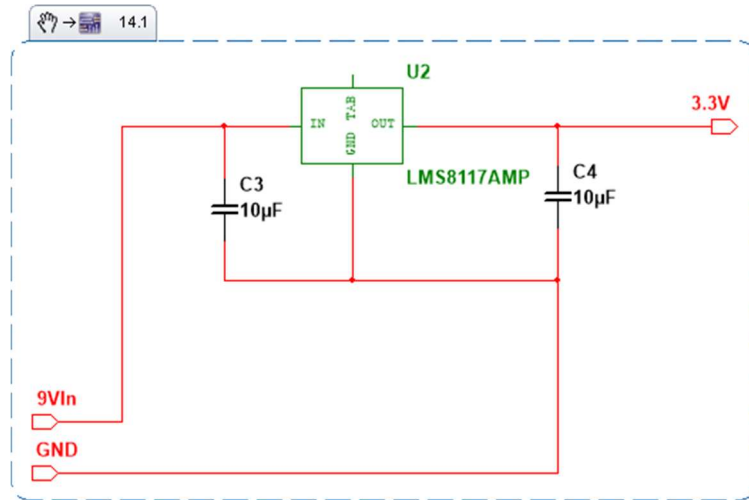 14.1
U2
3.3V
IN
TAB
GND
OUT
LMS8117AMP
C3
10µF
C4
10µF
9VIn
GND